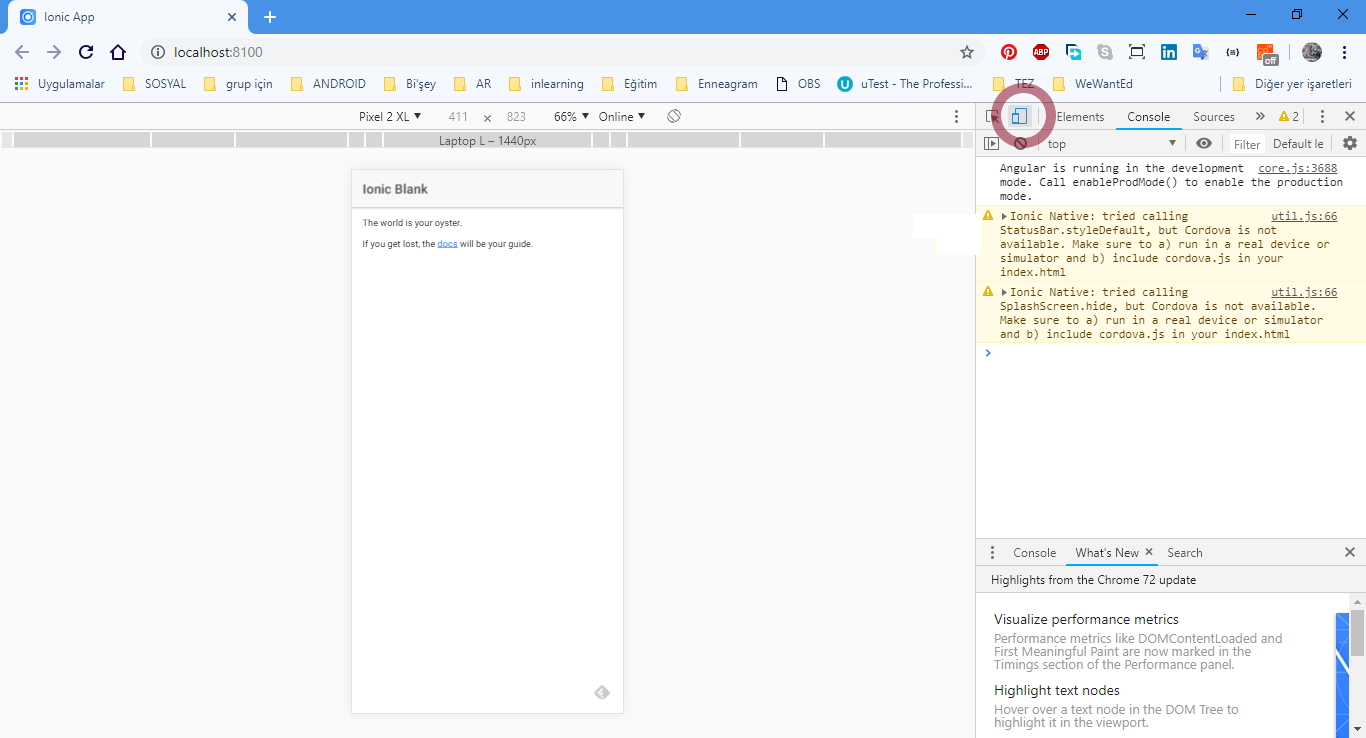 Ionic App
localhost:8100
ABP
off
Uygulamalar SOSYAL grup için ANDROID Bi'şey AR inlearning Eğitim Enneagram OBS uTest - The Professi... TEZ WeWantEd Diğer yer işaretleri
Pixel 2 XL 411 × 823 66% Online
Laptop L – 1440px
Elements Console Sources » 2
top Filter Default le
Ionic Blank
The world is your oyster.
If you get lost, the docs will be your guide.
Angular is running in the development core.js:3688
mode. Call enableProdMode() to enable the production
mode.
Ionic Native: tried calling util.js:66
StatusBar.styleDefault, but Cordova is not
available. Make sure to a) run in a real device or
simulator and b) include cordova.js in your
index.html
Ionic Native: tried calling util.js:66
SplashScreen.hide, but Cordova is not available.
Make sure to a) run in a real device or simulator
and b) include cordova.js in your index.html
Console What's New Search
Highlights from the Chrome 72 update
Visualize performance metrics
Performance metrics like DOMContentLoaded and
First Meaningful Paint are now marked in the
Timings section of the Performance panel.
Highlight text nodes
Hover over a text node in the DOM Tree to
highlight it in the viewport.